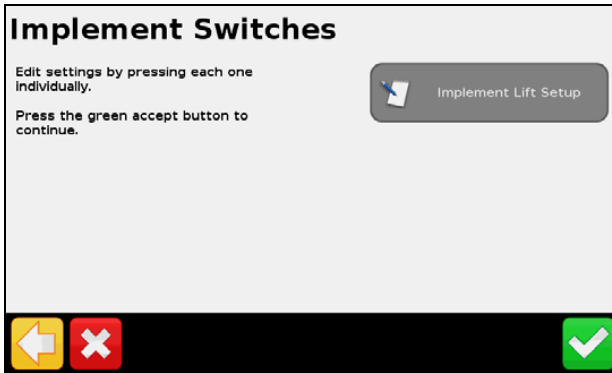 Implement Switches
Edit settings by pressing each one
individually.
Implement Lift Setup
Press the green accept button to
continue.